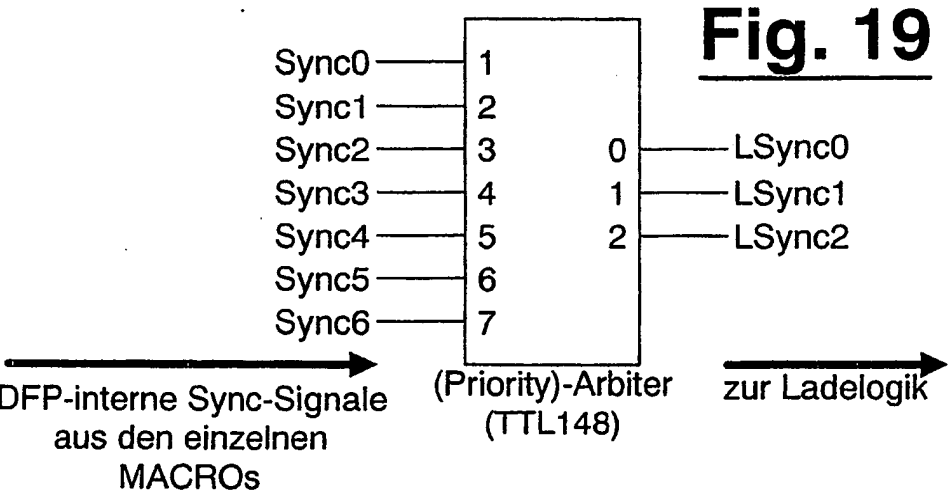 Fig. 19
Sync0 1
Sync1 2
Sync2 3 0 LSync0
Sync3 4 1 LSync1
Sync4 5 2 LSync2
Sync5 6
Sync6 7
DFP-interne Sync-Signale
aus den einzelnen
MACROs
(Priority)-Arbiter
(TTL148)
zur Ladelogik